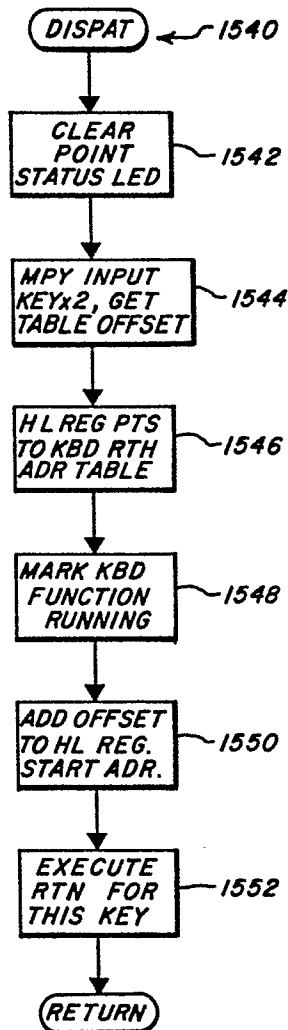 DISPAT
1540
CLEAR
POINT
STATUS LED
1542
MPY INPUT
KEYx2, GET
TABLE OFFSET
1544
HL REG PTS
TO KBD RTH
ADR TABLE
1546
MARK KBD
FUNCTION
RUNNING
1548
ADD OFFSET
TO HL REG.
START ADR.
1550
EXECUTE
RTN FOR
THIS KEY
1552
RETURN